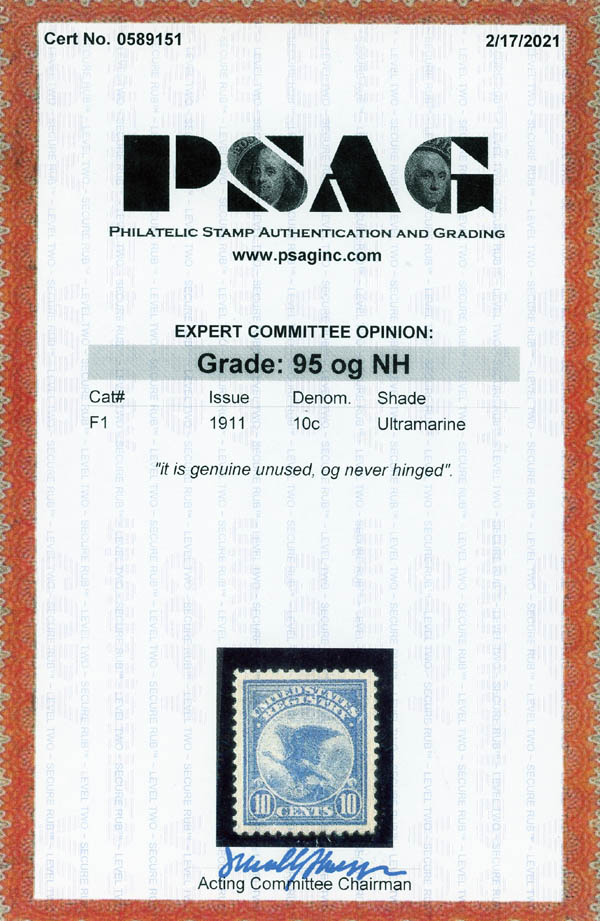 Cert No. 0589151 2/17/2021
PSAG
PHILATELIC STAMP AUTHENTICATION AND GRADING
www.psaginc.com
EXPERT COMMITTEE OPINION:
Grade: 95 og NH
Cat# Issue Denom. Shade
F1 1911 10c Ultramarine
"it is genuine unused, og never hinged".
UNITED STATES
REGISTRY
10 CENTS 10
Acting Committee Chairman